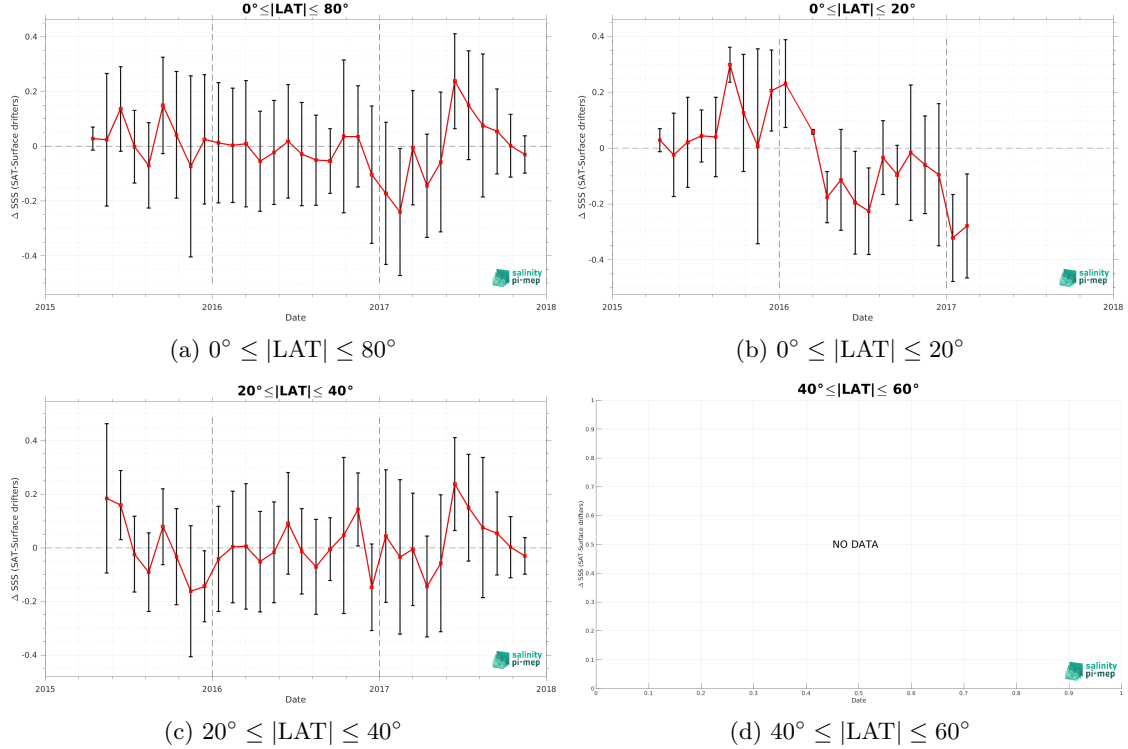 0°≤|LAT|≤ 80°
0.4
0.2
0
-0.2
-0.4
Δ SSS (SAT-Surface drifters)
2015
2016
2017
2018
Date
salinity
pi-mep
(a) 0° ≤ |LAT| ≤ 80°
0°≤|LAT|≤ 20°
0.4
0.2
0
-0.2
-0.4
Δ SSS (SAT-Surface drifters)
2015
2016
2017
2018
Date
salinity
pi-mep
(b) 0° ≤ |LAT| ≤ 20°
20°≤|LAT|≤ 40°
0.4
0.2
0
-0.2
-0.4
Δ SSS (SAT-Surface drifters)
2015
2016
2017
2018
Date
salinity
pi-mep
(c) 20° ≤ |LAT| ≤ 40°
40°≤|LAT|≤ 60°
1
0.9
0.8
0.7
0.6
0.5
0.4
0.3
0.2
0.1
0
Δ SSS (SAT-Surface drifters)
NO DATA
0
0.1
0.2
0.3
0.4
0.5
0.6
0.7
0.8
0.9
1
Date
salinity
pi-mep
(d) 40° ≤ |LAT| ≤ 60°